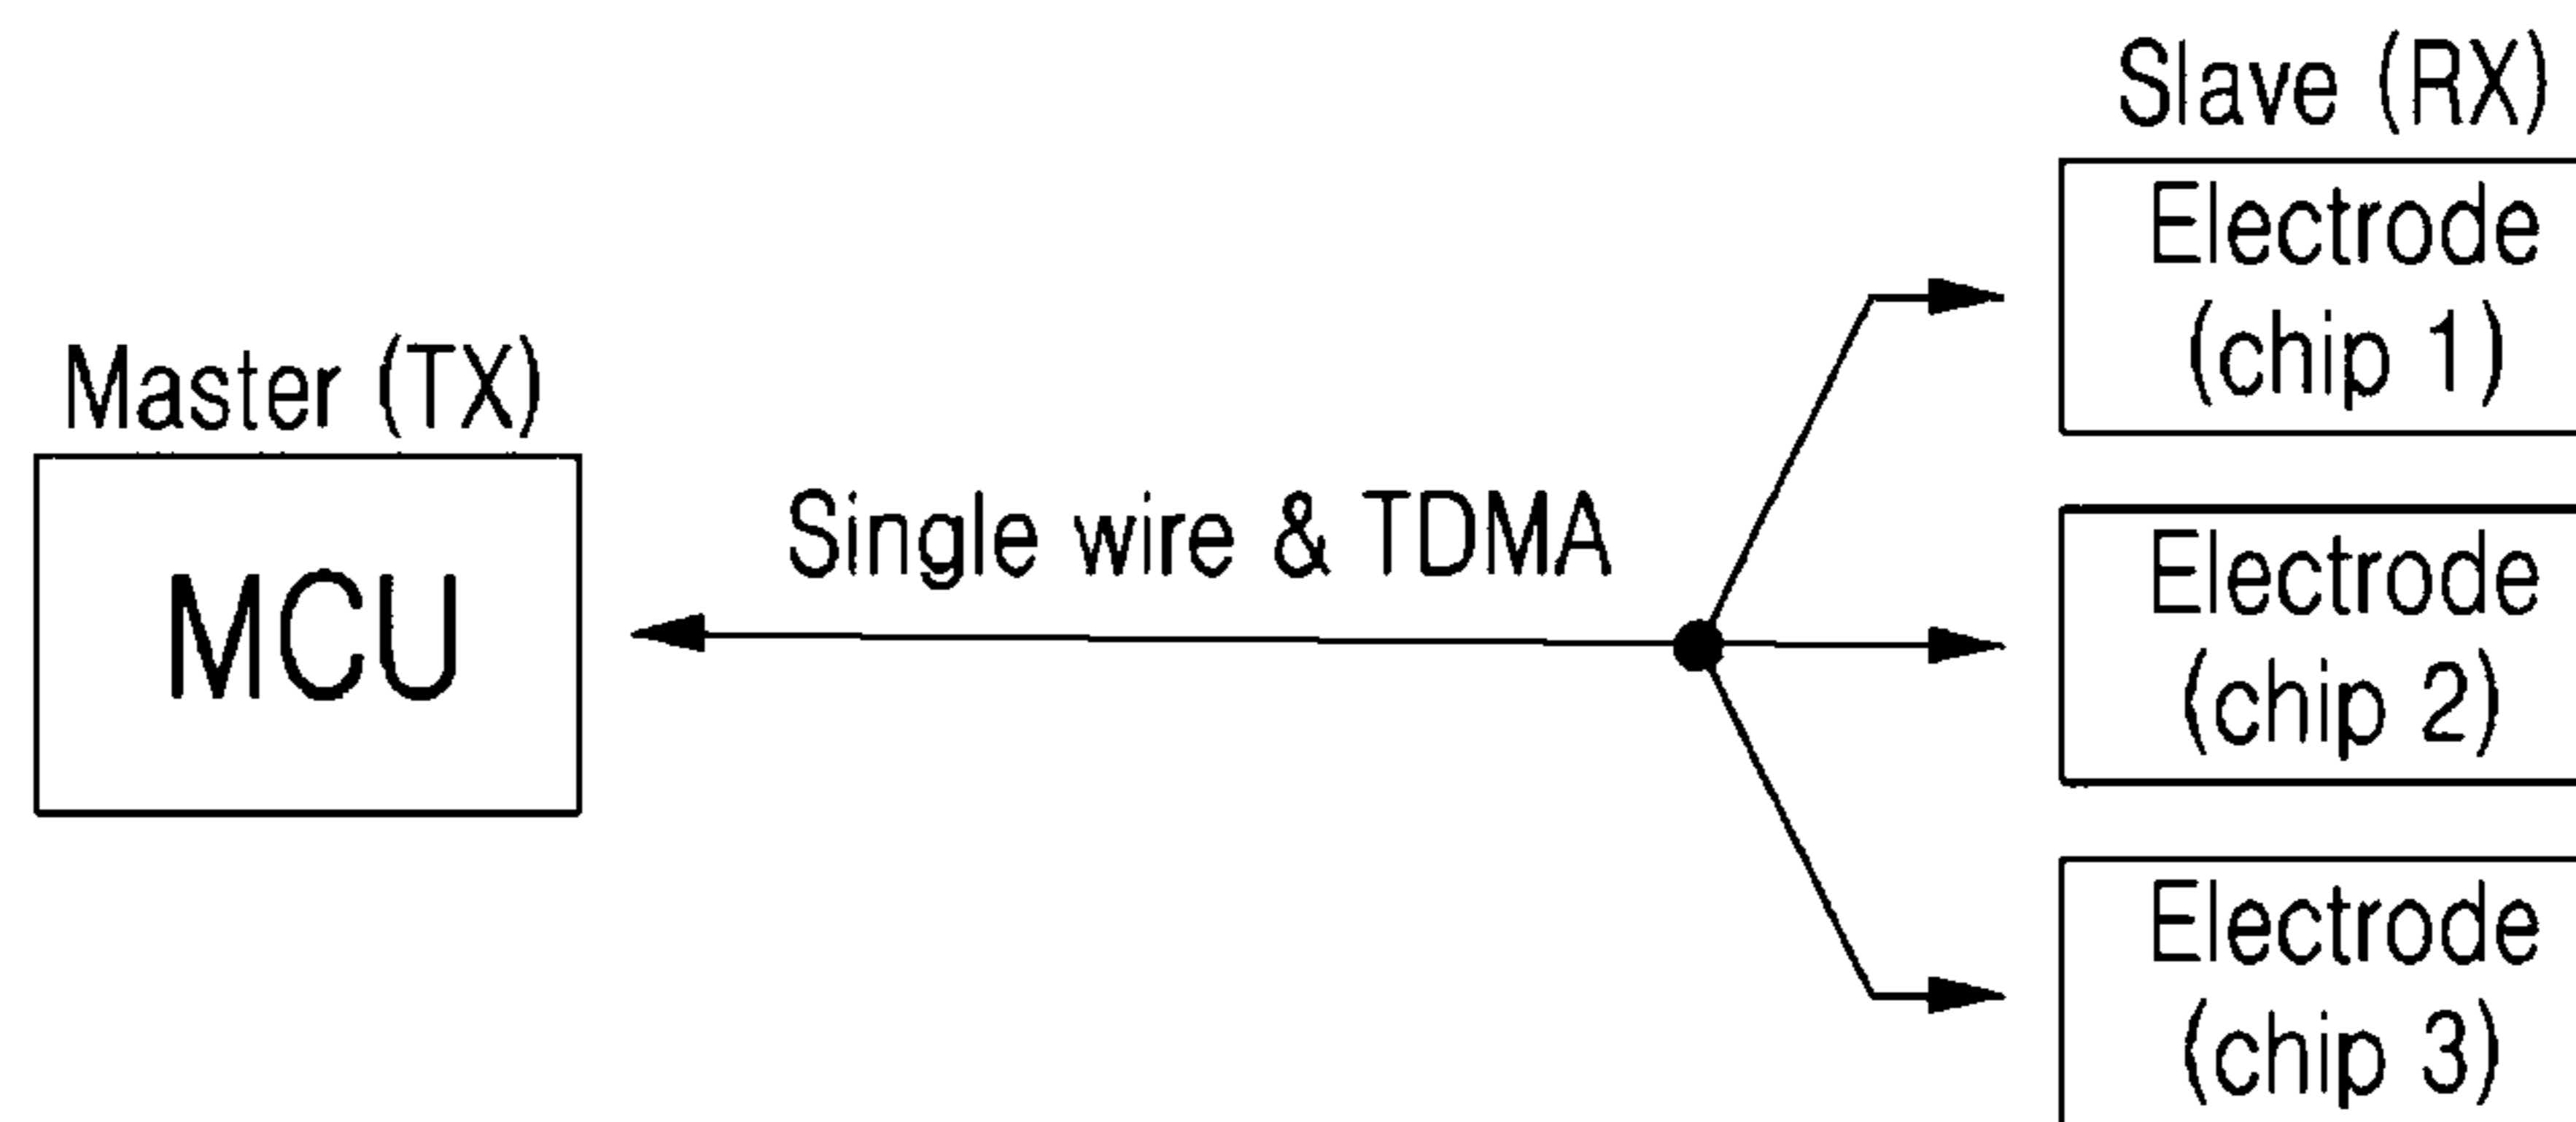 Master (TX)
MCU
Single wire & TDMA
Slave (RX)
Electrode
(chip 1)
Electrode
(chip 2)
Electrode
(chip 3)